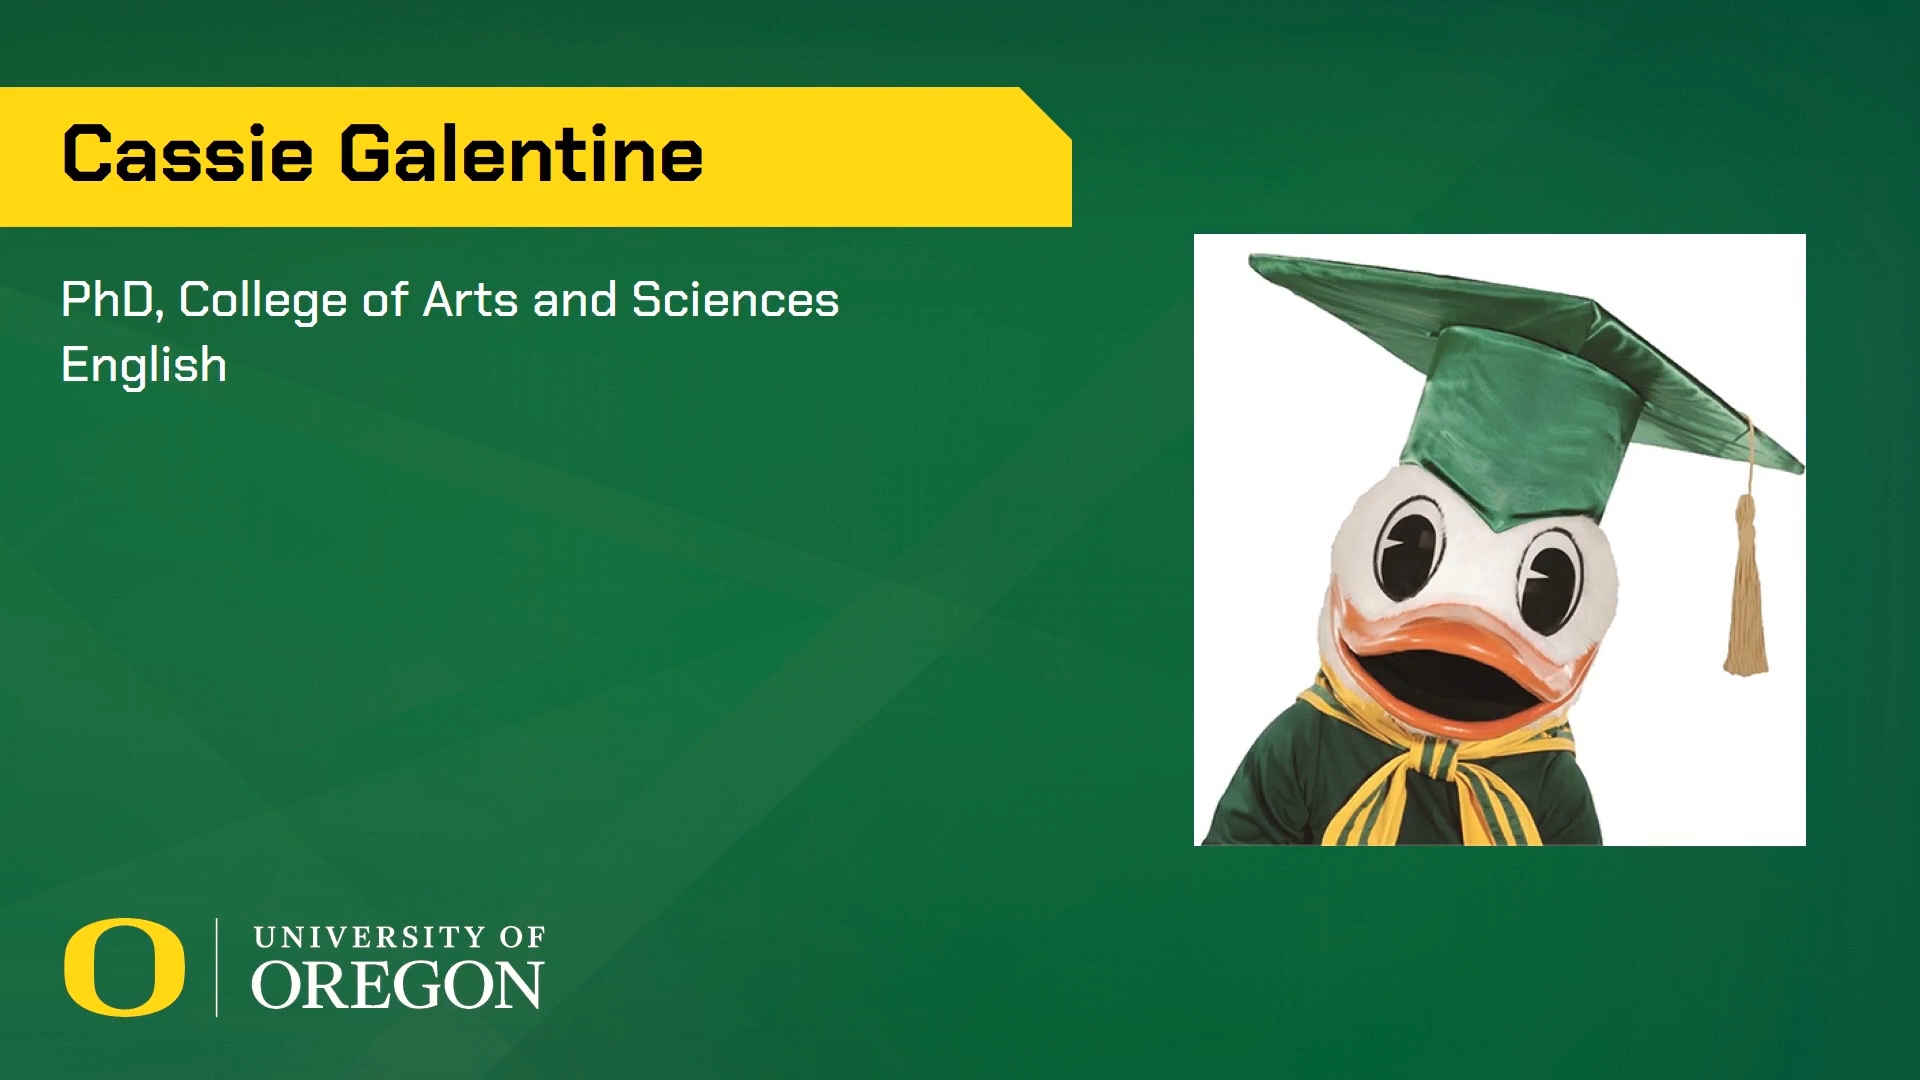 Cassie Galentine
PhD, College of Arts and Sciences
English
UNIVERSITY OF
OREGON